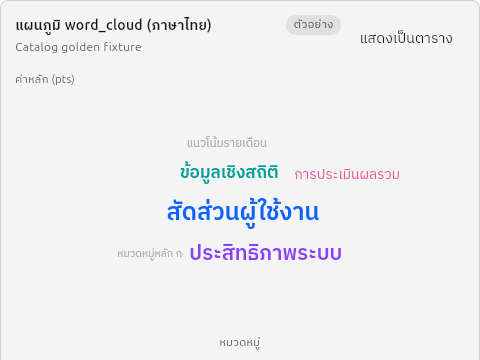 แผนภูมิ word_cloud (ภาษาไทย)
ตัวอย่าง
แสดงเป็นตาราง
Catalog golden fixture
ค่าหลัก (pts)
แนวโน้มรายเดือน
ข้อมูลเชิงสถิติ
การประเมินผลรวม
สัดส่วนผู้ใช้งาน
หมวดหมู่หลัก ก
ประสิทธิภาพระบบ
หมวดหมู่